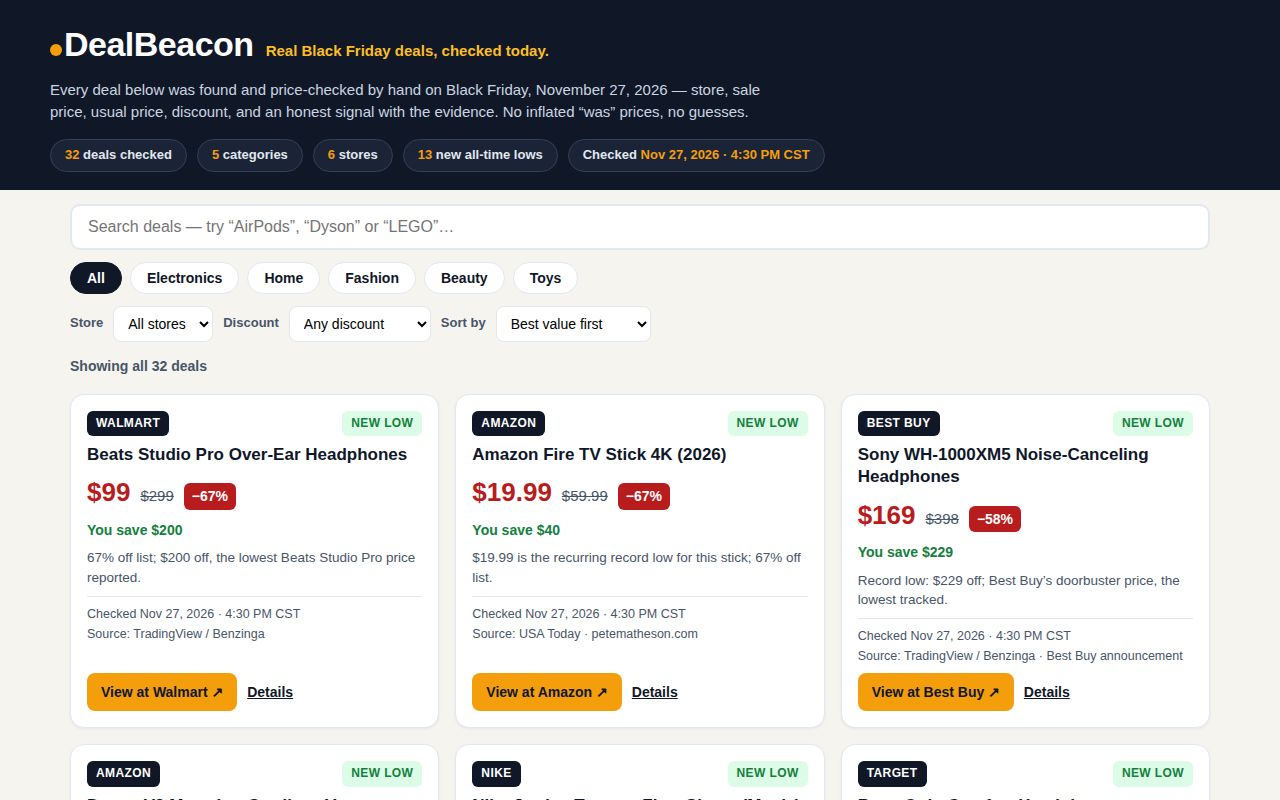 DealBeacon Real Black Friday deals, checked today.
Every deal below was found and price-checked by hand on Black Friday, November 27, 2026 — store, sale
price, usual price, discount, and an honest signal with the evidence. No inflated “was” prices, no guesses.
32 deals checked 5 categories 6 stores 13 new all-time lows Checked Nov 27, 2026 · 4:30 PM CST
Search deals — try “AirPods”, “Dyson” or “LEGO”…
All Electronics Home Fashion Beauty Toys
Store All stores Discount Any discount Sort by Best value first
Showing all 32 deals
WALMART NEW LOW
Beats Studio Pro Over-Ear Headphones
$99 $299 −67%
You save $200
67% off list; $200 off, the lowest Beats Studio Pro price
reported.
Checked Nov 27, 2026 · 4:30 PM CST
Source: TradingView / Benzinga
View at Walmart ↗ Details
AMAZON NEW LOW
Amazon Fire TV Stick 4K (2026)
$19.99 $59.99 −67%
You save $40
$19.99 is the recurring record low for this stick; 67% off
list.
Checked Nov 27, 2026 · 4:30 PM CST
Source: USA Today · petematheson.com
View at Amazon ↗ Details
BEST BUY NEW LOW
Sony WH-1000XM5 Noise-Canceling
Headphones
$169 $398 −58%
You save $229
Record low: $229 off; Best Buy’s doorbuster price, the
lowest tracked.
Checked Nov 27, 2026 · 4:30 PM CST
Source: TradingView / Benzinga · Best Buy announcement
View at Best Buy ↗ Details
AMAZON NEW LOW
NIKE NEW LOW
TARGET NEW LOW